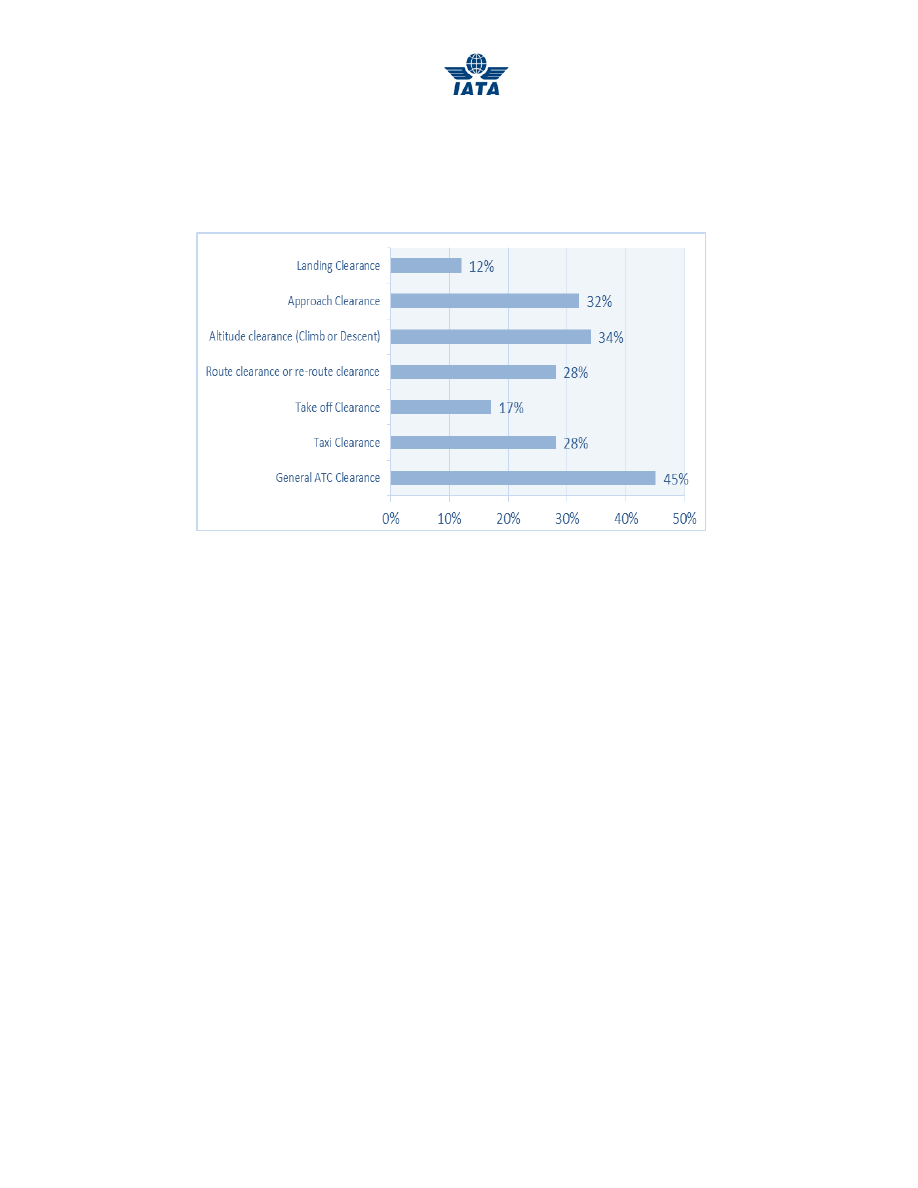 IATA
Landing Clearance 12%
Approach Clearance 32%
Altitude clearance (Climb or Descent) 34%
Route clearance or re-route clearance 28%
Take off Clearance 17%
Taxi Clearance 28%
General ATC Clearance 45%
0% 10% 20% 30% 40% 50%